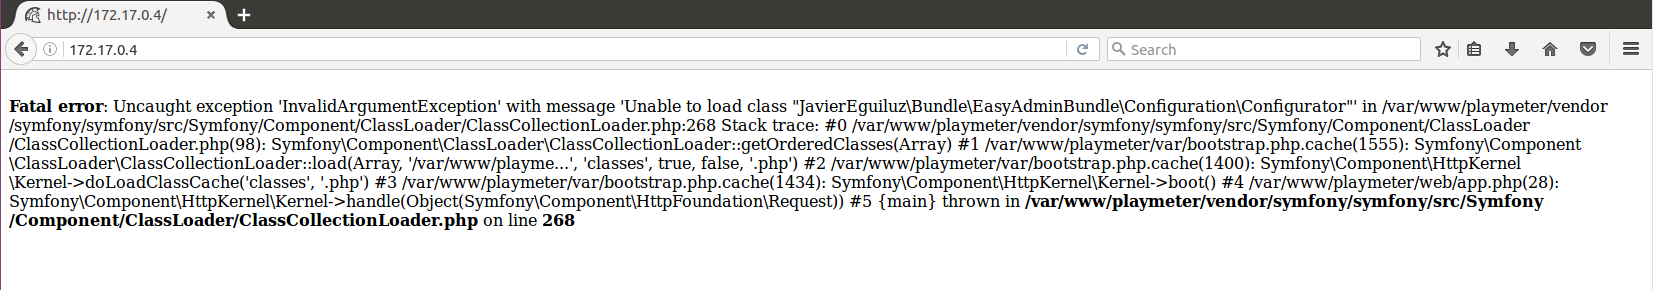 http://172.17.0.4/
172.17.0.4
Search
Fatal error: Uncaught exception 'InvalidArgumentException' with message 'Unable to load class "JavierEguiluz\Bundle\EasyAdminBundle\Configuration\Configurator"' in /var/www/playmeter/vendor
/symfony/symfony/src/Symfony/Component/ClassLoader/ClassCollectionLoader.php:268 Stack trace: #0 /var/www/playmeter/vendor/symfony/symfony/src/Symfony/Component/ClassLoader
/ClassCollectionLoader.php(98): Symfony\Component\ClassLoader\ClassCollectionLoader::getOrderedClasses(Array) #1 /var/www/playmeter/var/bootstrap.php.cache(1555): Symfony\Component
\ClassLoader\ClassCollectionLoader::load(Array, '/var/www/playme...', 'classes', true, false, '.php') #2 /var/www/playmeter/var/bootstrap.php.cache(1400): Symfony\Component\HttpKernel
\Kernel->doLoadClassCache('classes', '.php') #3 /var/www/playmeter/var/bootstrap.php.cache(1434): Symfony\Component\HttpKernel\Kernel->boot() #4 /var/www/playmeter/web/app.php(28):
Symfony\Component\HttpKernel\Kernel->handle(Object(Symfony\Component\HttpFoundation\Request)) #5 {main} thrown in /var/www/playmeter/vendor/symfony/symfony/src/Symfony
/Component/ClassLoader/ClassCollectionLoader.php on line 268